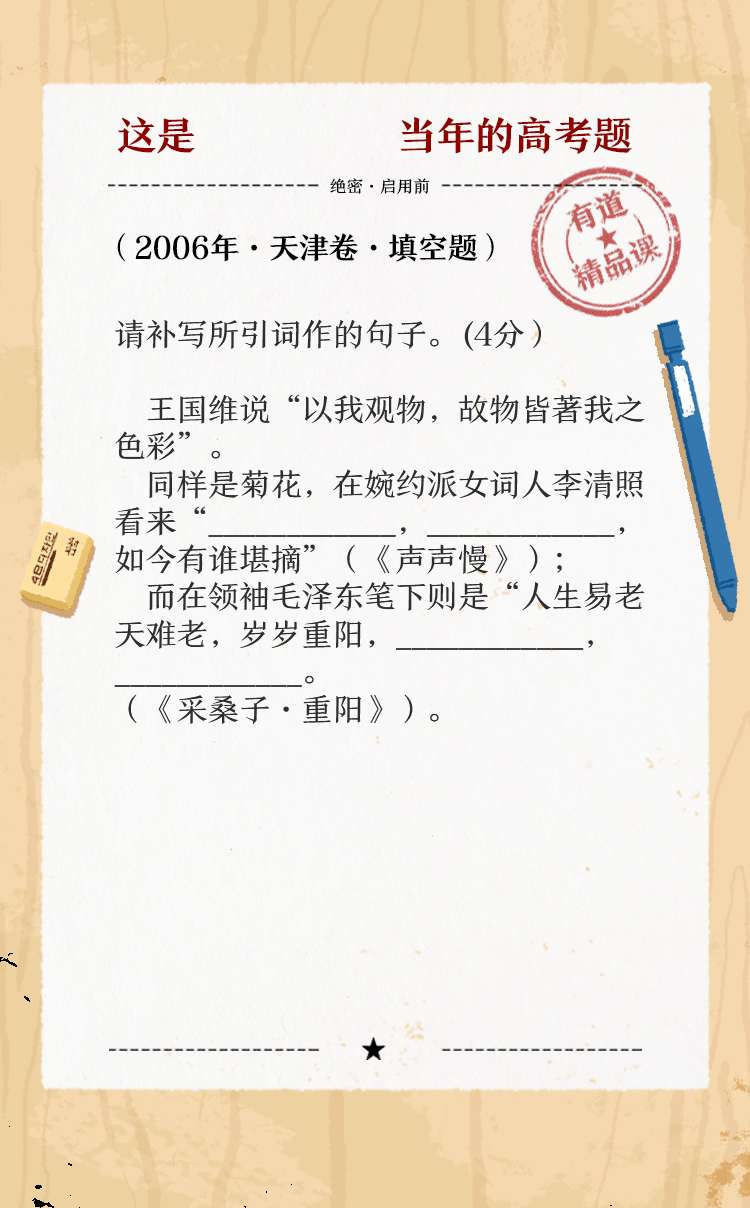 这是 当年的高考题
绝密·启用前
有道
精品课
（2006年·天津卷·填空题）
请补写所引词作的句子。(4分）
王国维说“以我观物，故物皆著我之
色彩”。
同样是菊花，在婉约派女词人李清照
看来“____________，____________，
如今有谁堪摘”（《声声慢》）；
而在领袖毛泽东笔下则是“人生易老
天难老，岁岁重阳，____________，
____________。
（《采桑子·重阳》）。